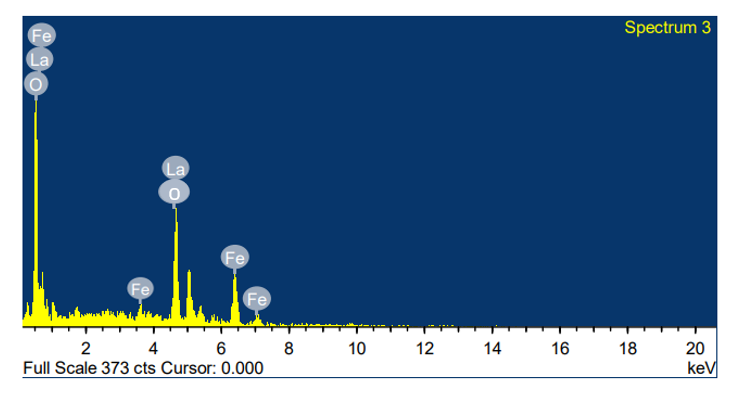 Spectrum 3
Fe
La
O
La
O
Fe
Fe
Fe
2 4 6 8 10 12 14 16 18 20
Full Scale 373 cts Cursor: 0.000 keV